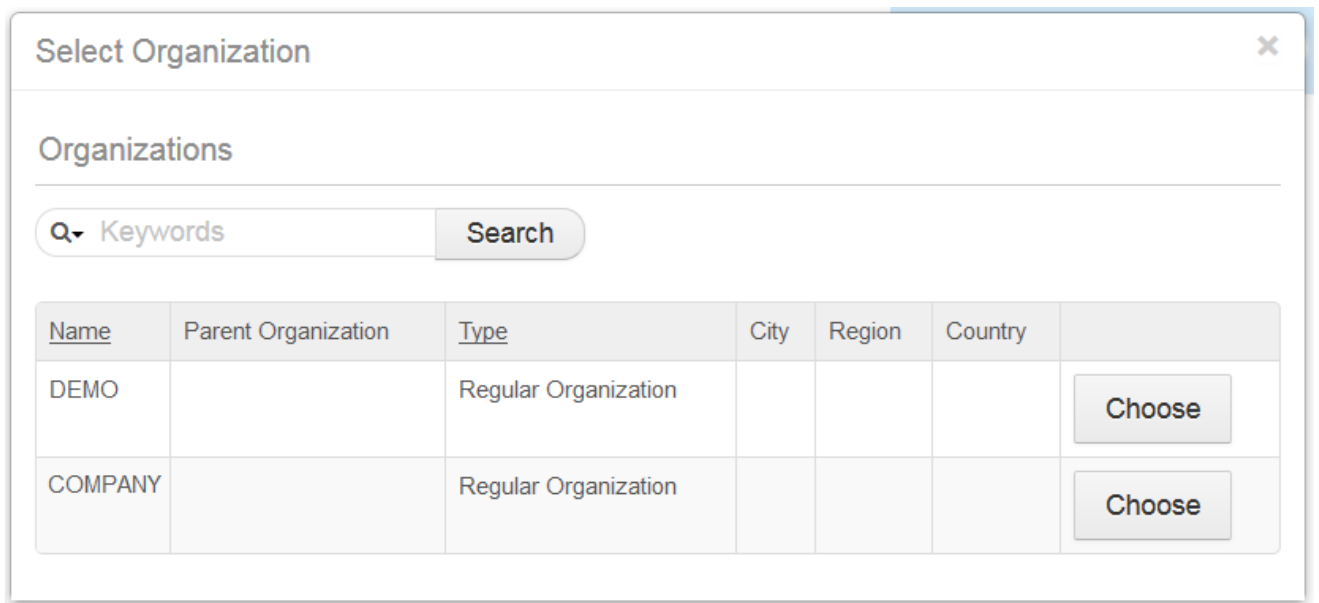 Select Organization ×
Organizations
Keywords Search
Name Parent Organization Type City Region Country
DEMO Regular Organization Choose
COMPANY Regular Organization Choose